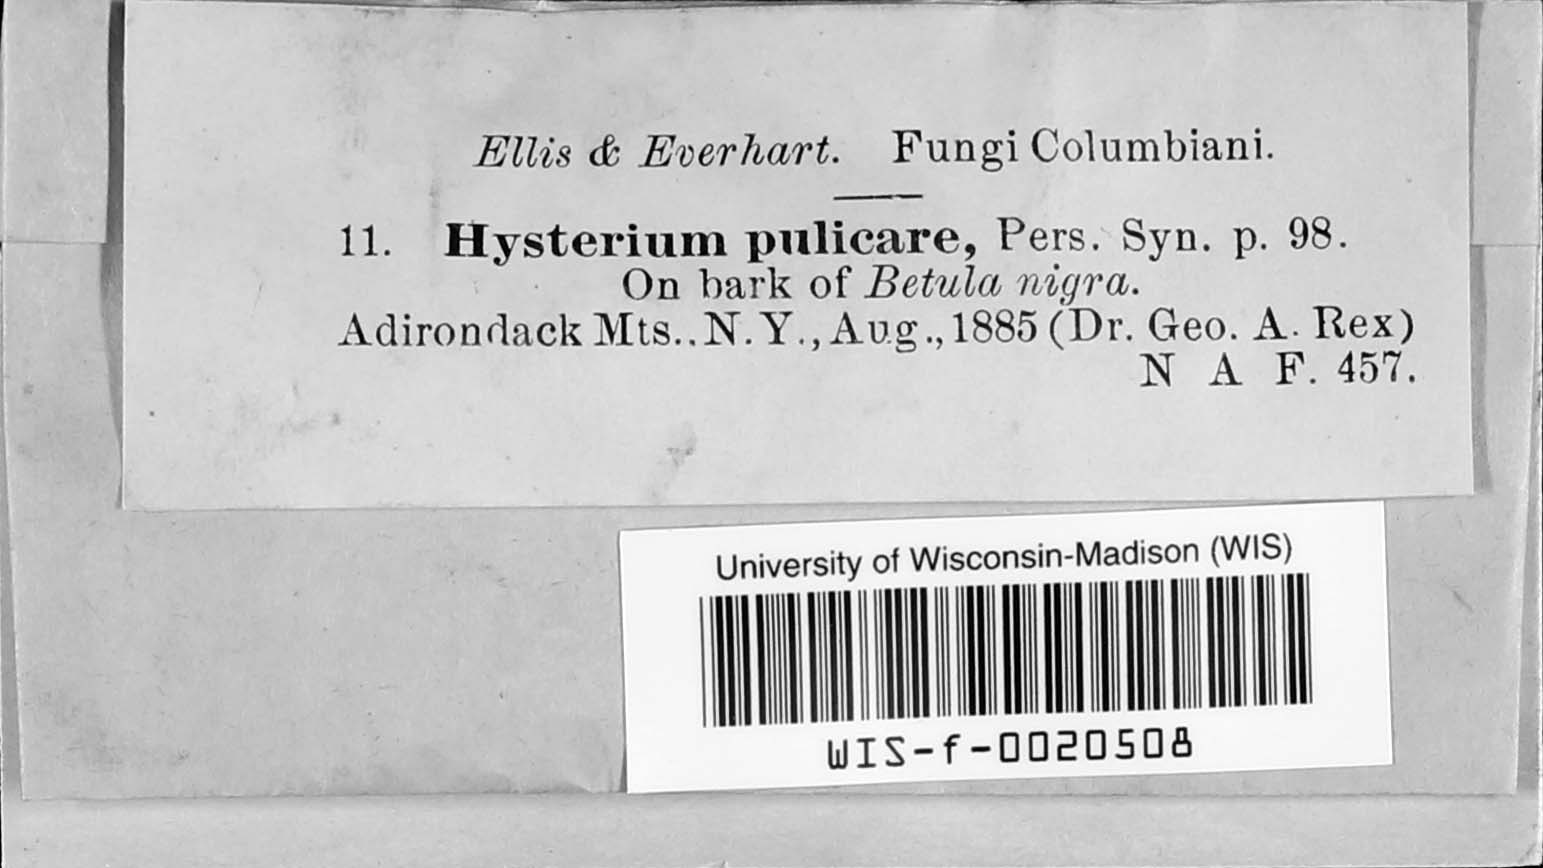 Ellis & Everhart. Fungi Columbiani.
11. Hysterium pulicare, Pers. Syn. p. 98.
On bark of Betula nigra.
Adirondack Mts.. N. Y., Aug., 1885 (Dr. Geo. A. Rex)
N A F. 457.
University of Wisconsin-Madison (WIS)
WIS-f-0020508